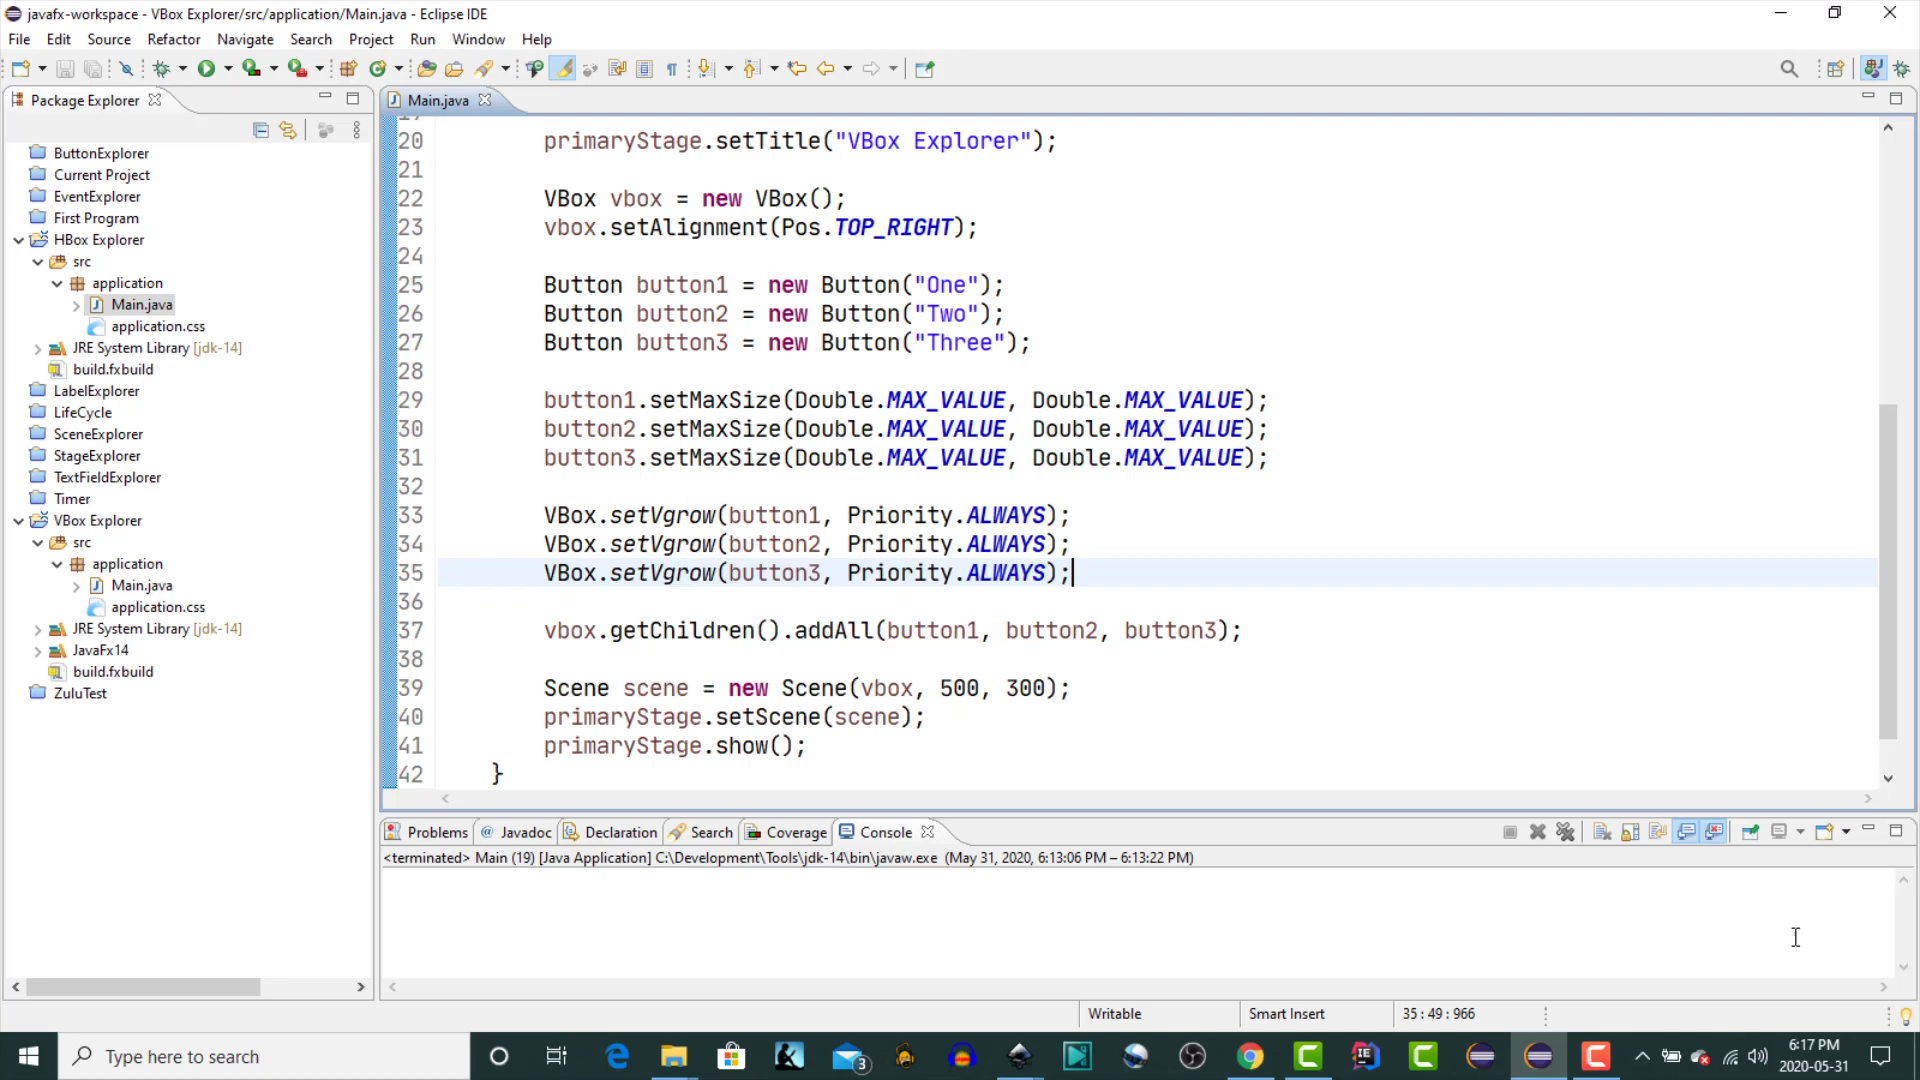 javafx-workspace - VBox Explorer/src/application/Main.java - Eclipse IDE
File Edit Source Refactor Navigate Search Project Run Window Help
Package Explorer
Main.java
ButtonExplorer
Current Project
EventExplorer
First Program
HBox Explorer
src
application
Main.java
application.css
JRE System Library [jdk-14]
build.fxbuild
LabelExplorer
LifeCycle
SceneExplorer
StageExplorer
TextFieldExplorer
Timer
VBox Explorer
src
application
Main.java
application.css
JRE System Library [jdk-14]
JavaFx14
build.fxbuild
ZuluTest
20 primaryStage.setTitle("VBox Explorer");
21
22 VBox vbox = new VBox();
23 vbox.setAlignment(Pos.TOP_RIGHT);
24
25 Button button1 = new Button("One");
26 Button button2 = new Button("Two");
27 Button button3 = new Button("Three");
28
29 button1.setMaxSize(Double.MAX_VALUE, Double.MAX_VALUE);
30 button2.setMaxSize(Double.MAX_VALUE, Double.MAX_VALUE);
31 button3.setMaxSize(Double.MAX_VALUE, Double.MAX_VALUE);
32
33 VBox.setVgrow(button1, Priority.ALWAYS);
34 VBox.setVgrow(button2, Priority.ALWAYS);
35 VBox.setVgrow(button3, Priority.ALWAYS);
36
37 vbox.getChildren().addAll(button1, button2, button3);
38
39 Scene scene = new Scene(vbox, 500, 300);
40 primaryStage.setScene(scene);
41 primaryStage.show();
42 }
Problems @ Javadoc Declaration Search Coverage Console
<terminated> Main (19) [Java Application] C:\Development\Tools\jdk-14\bin\javaw.exe (May 31, 2020, 6:13:06 PM – 6:13:22 PM)
Writable Smart Insert 35 : 49 : 966
Type here to search
3
6:17 PM
2020-05-31